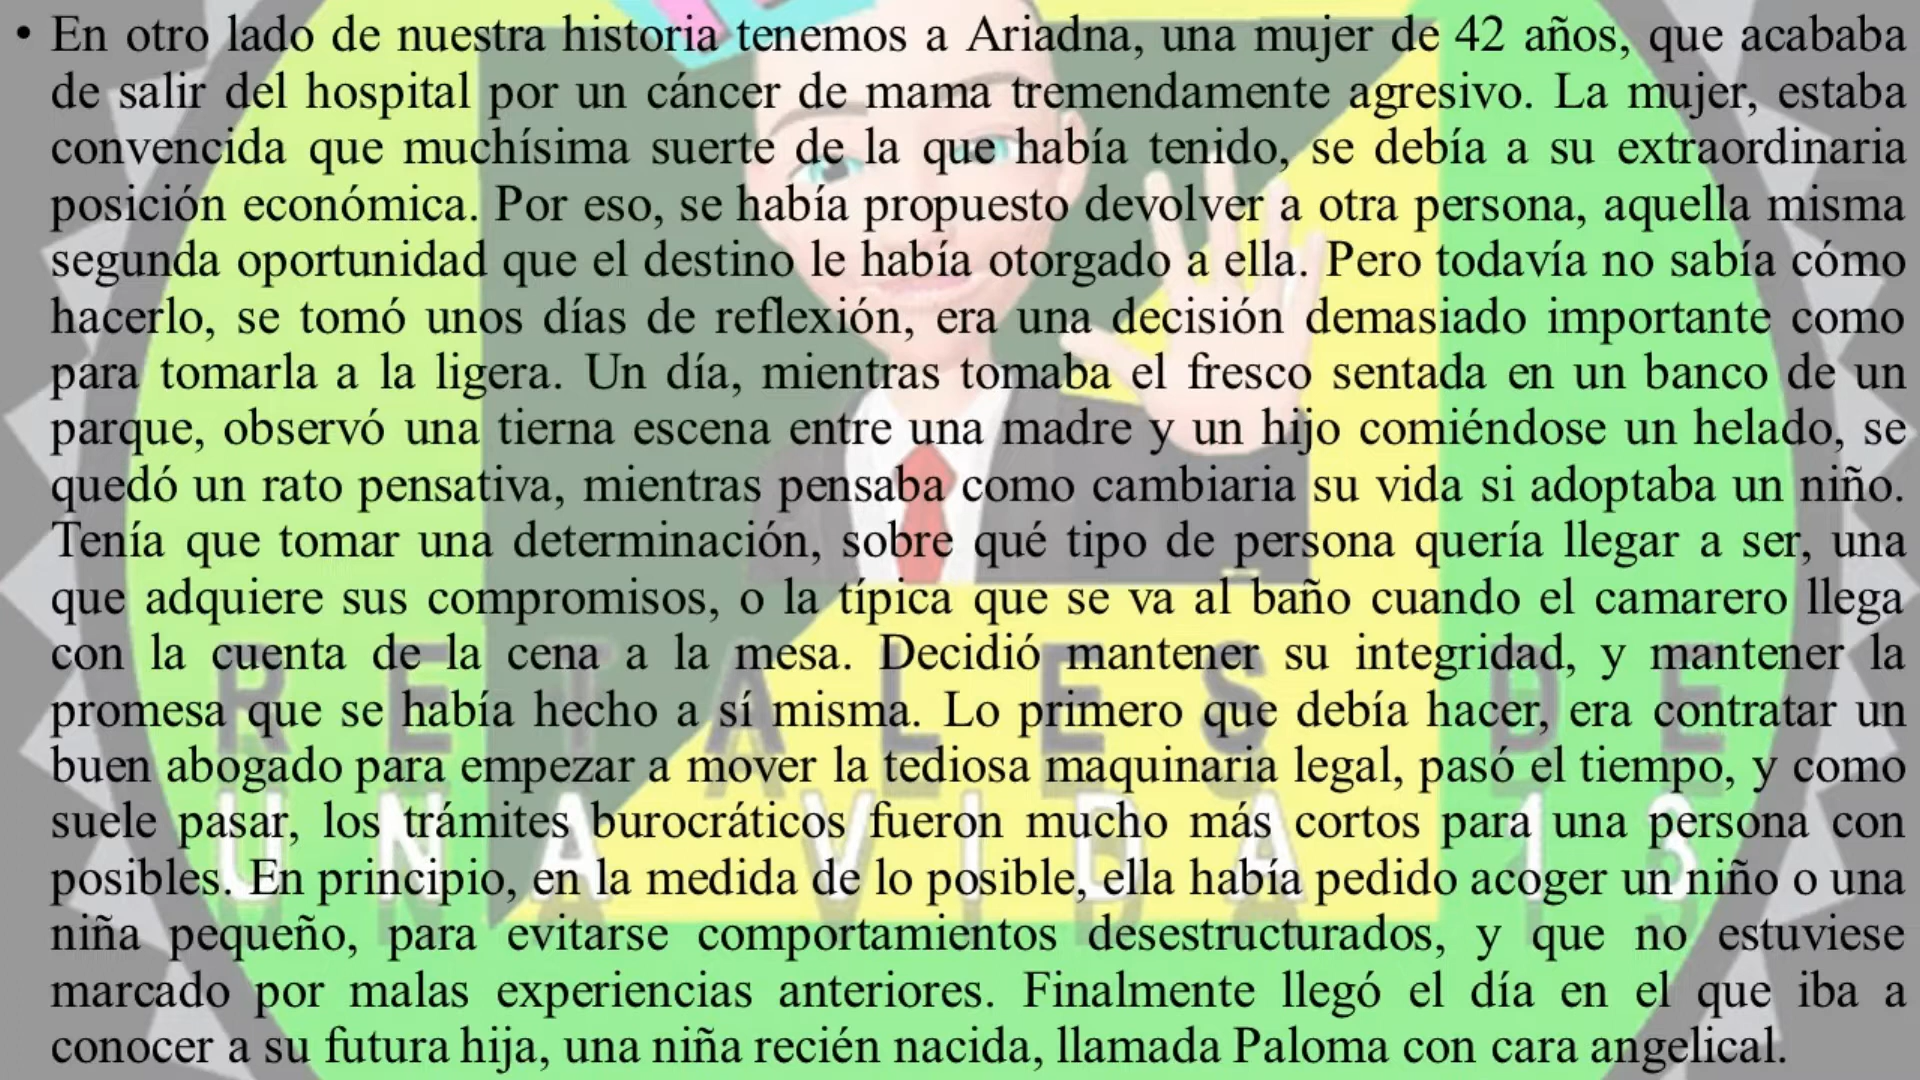 • En otro lado de nuestra historia tenemos a Ariadna, una mujer de 42 años, que acababa
de salir del hospital por un cáncer de mama tremendamente agresivo. La mujer, estaba
convencida que muchísima suerte de la que había tenido, se debía a su extraordinaria
posición económica. Por eso, se había propuesto devolver a otra persona, aquella misma
segunda oportunidad que el destino le había otorgado a ella. Pero todavía no sabía cómo
hacerlo, se tomó unos días de reflexión, era una decisión demasiado importante como
para tomarla a la ligera. Un día, mientras tomaba el fresco sentada en un banco de un
parque, observó una tierna escena entre una madre y un hijo comiéndose un helado, se
quedó un rato pensativa, mientras pensaba como cambiaria su vida si adoptaba un niño.
Tenía que tomar una determinación, sobre qué tipo de persona quería llegar a ser, una
que adquiere sus compromisos, o la típica que se va al baño cuando el camarero llega
con la cuenta de la cena a la mesa. Decidió mantener su integridad, y mantener la
promesa que se había hecho a sí misma. Lo primero que debía hacer, era contratar un
buen abogado para empezar a mover la tediosa maquinaria legal, pasó el tiempo, y como
suele pasar, los trámites burocráticos fueron mucho más cortos para una persona con
posibles. En principio, en la medida de lo posible, ella había pedido acoger un niño o una
niña pequeño, para evitarse comportamientos desestructurados, y que no estuviese
marcado por malas experiencias anteriores. Finalmente llegó el día en el que iba a
conocer a su futura hija, una niña recién nacida, llamada Paloma con cara angelical.
RETALES DE
UNA VIDA 13